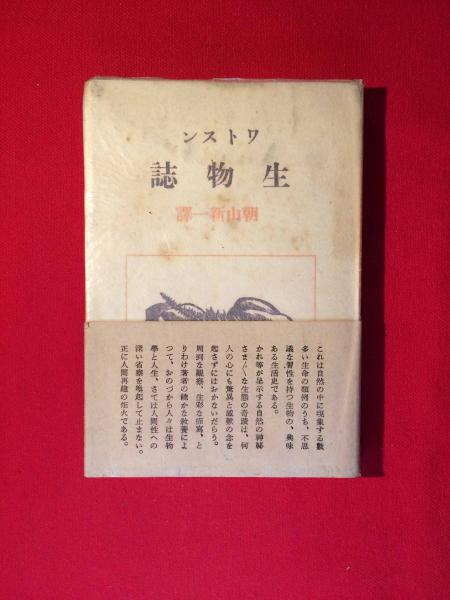 ワトスン
生物誌
朝山新一譯
これは自然の中に現象する數
多い生命の類例のうち、不思
議な習性を持つ生物の、興味
ある生活史である。
かれ等が呈示する自然の神秘
さま〲な生態の奇蹟は、何
人の心にも驚異と感歎の念を
起さずにはおかないだらう。
周到な觀察、生彩な描寫、と
りわけ著者の教養によ
つて、おのづから人々は生物
學と人生、さては人間性への
深い省察を喚起して止まない。
正に人間再建の炬火である。